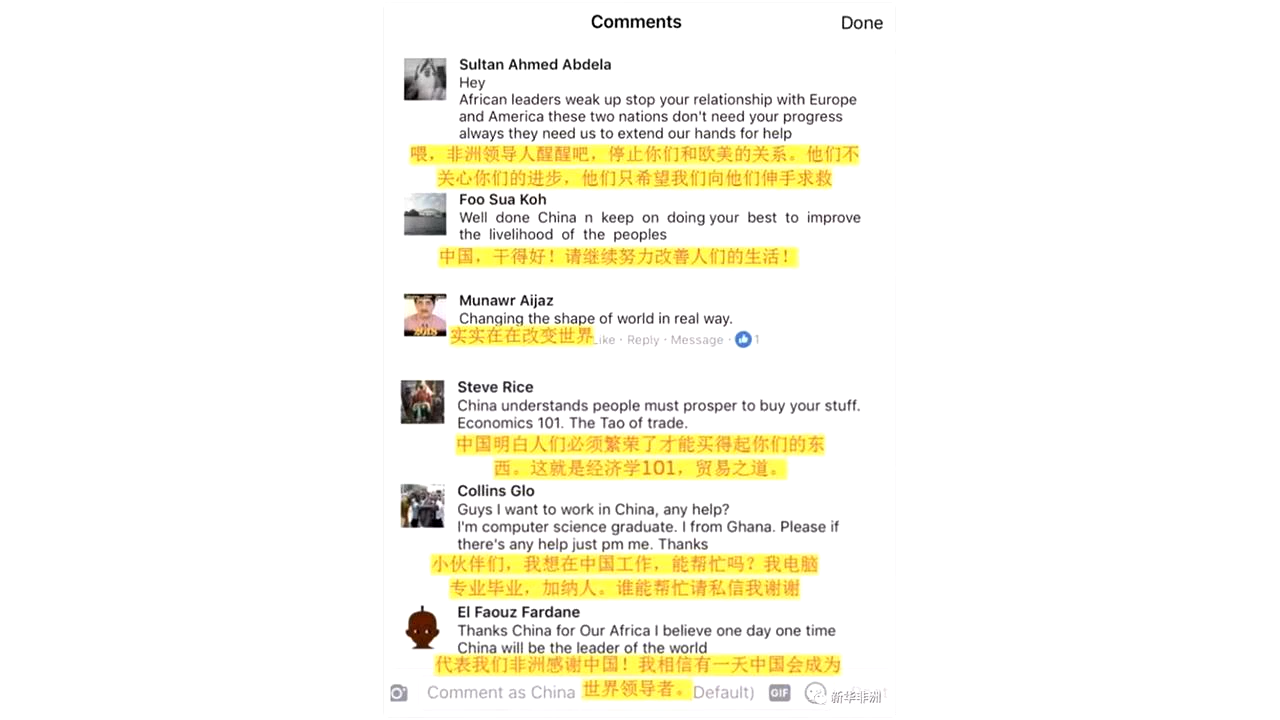 Comments
Done
Sultan Ahmed Abdela
Hey
African leaders weak up stop your relationship with Europe
and America these two nations don't need your progress
always they need us to extend our hands for help
喂，非洲领导人醒醒吧，停止你们和欧美的关系。他们不
关心你们的进步，他们只希望我们向他们伸手求救
Foo Sua Koh
Well done China n keep on doing your best to improve
the livelihood of the peoples
中国，干得好！请继续努力改善人们的生活！
Munawr Aijaz
Changing the shape of world in real way.
实实在在改变世界 Like · Reply · Message · 1
Steve Rice
China understands people must prosper to buy your stuff.
Economics 101. The Tao of trade.
中国明白人们必须繁荣了才能买得起你们的东
西。这就是经济学101，贸易之道。
Collins Glo
Guys I want to work in China, any help?
I'm computer science graduate. I from Ghana. Please if
there's any help just pm me. Thanks
小伙伴们，我想在中国工作，能帮忙吗？我电脑
专业毕业，加纳人。谁能帮忙请私信我谢谢
El Faouz Fardane
Thanks China for Our Africa I believe one day one time
China will be the leader of the world
代表我们非洲感谢中国！我相信有一天中国会成为
世界领导者。
Comment as China Default) GIF 新华非洲